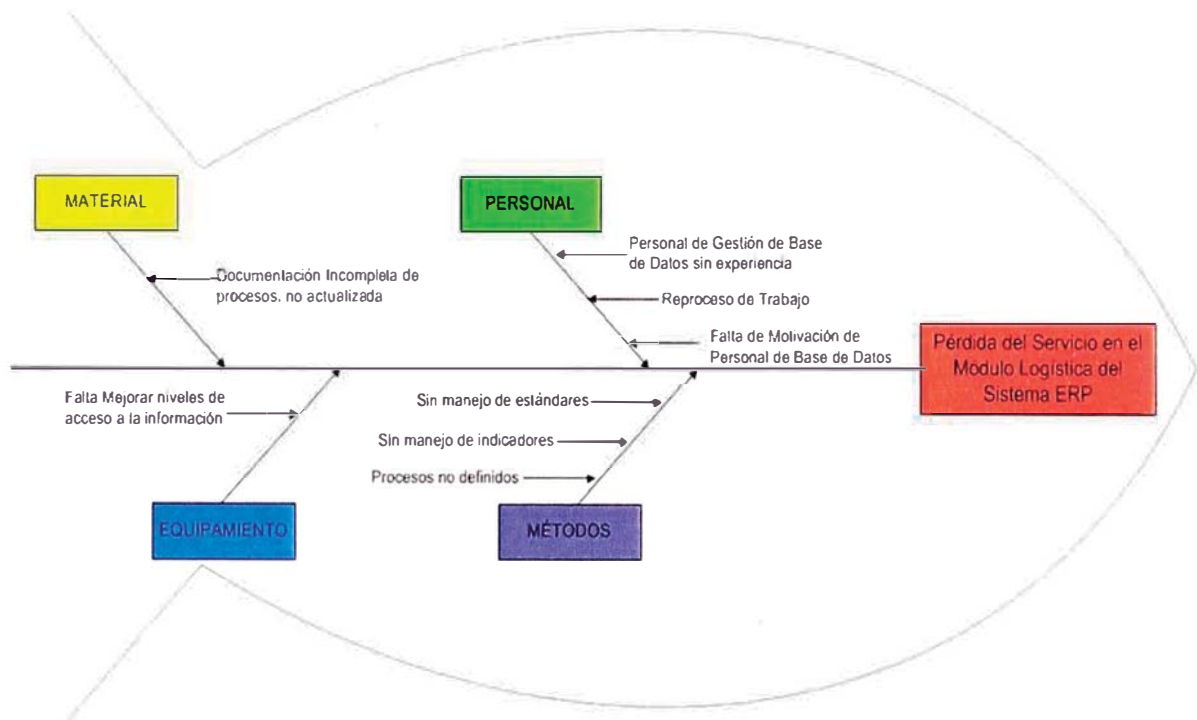 MATERIAL
PERSONAL
Personal de Gestión de Base
de Datos sin experiencia
Documentación Incompleta de
procesos, no actualizada
Reproceso de Trabajo
Falta de Motivación de
Personal de Base de Datos
Pérdida del Servicio en el
Módulo Logística del
Sistema ERP
Falta Mejorar niveles de
acceso a la información
Sin manejo de estándares
Sin manejo de indicadores
Procesos no definidos
EQUIPAMIENTO
MÉTODOS